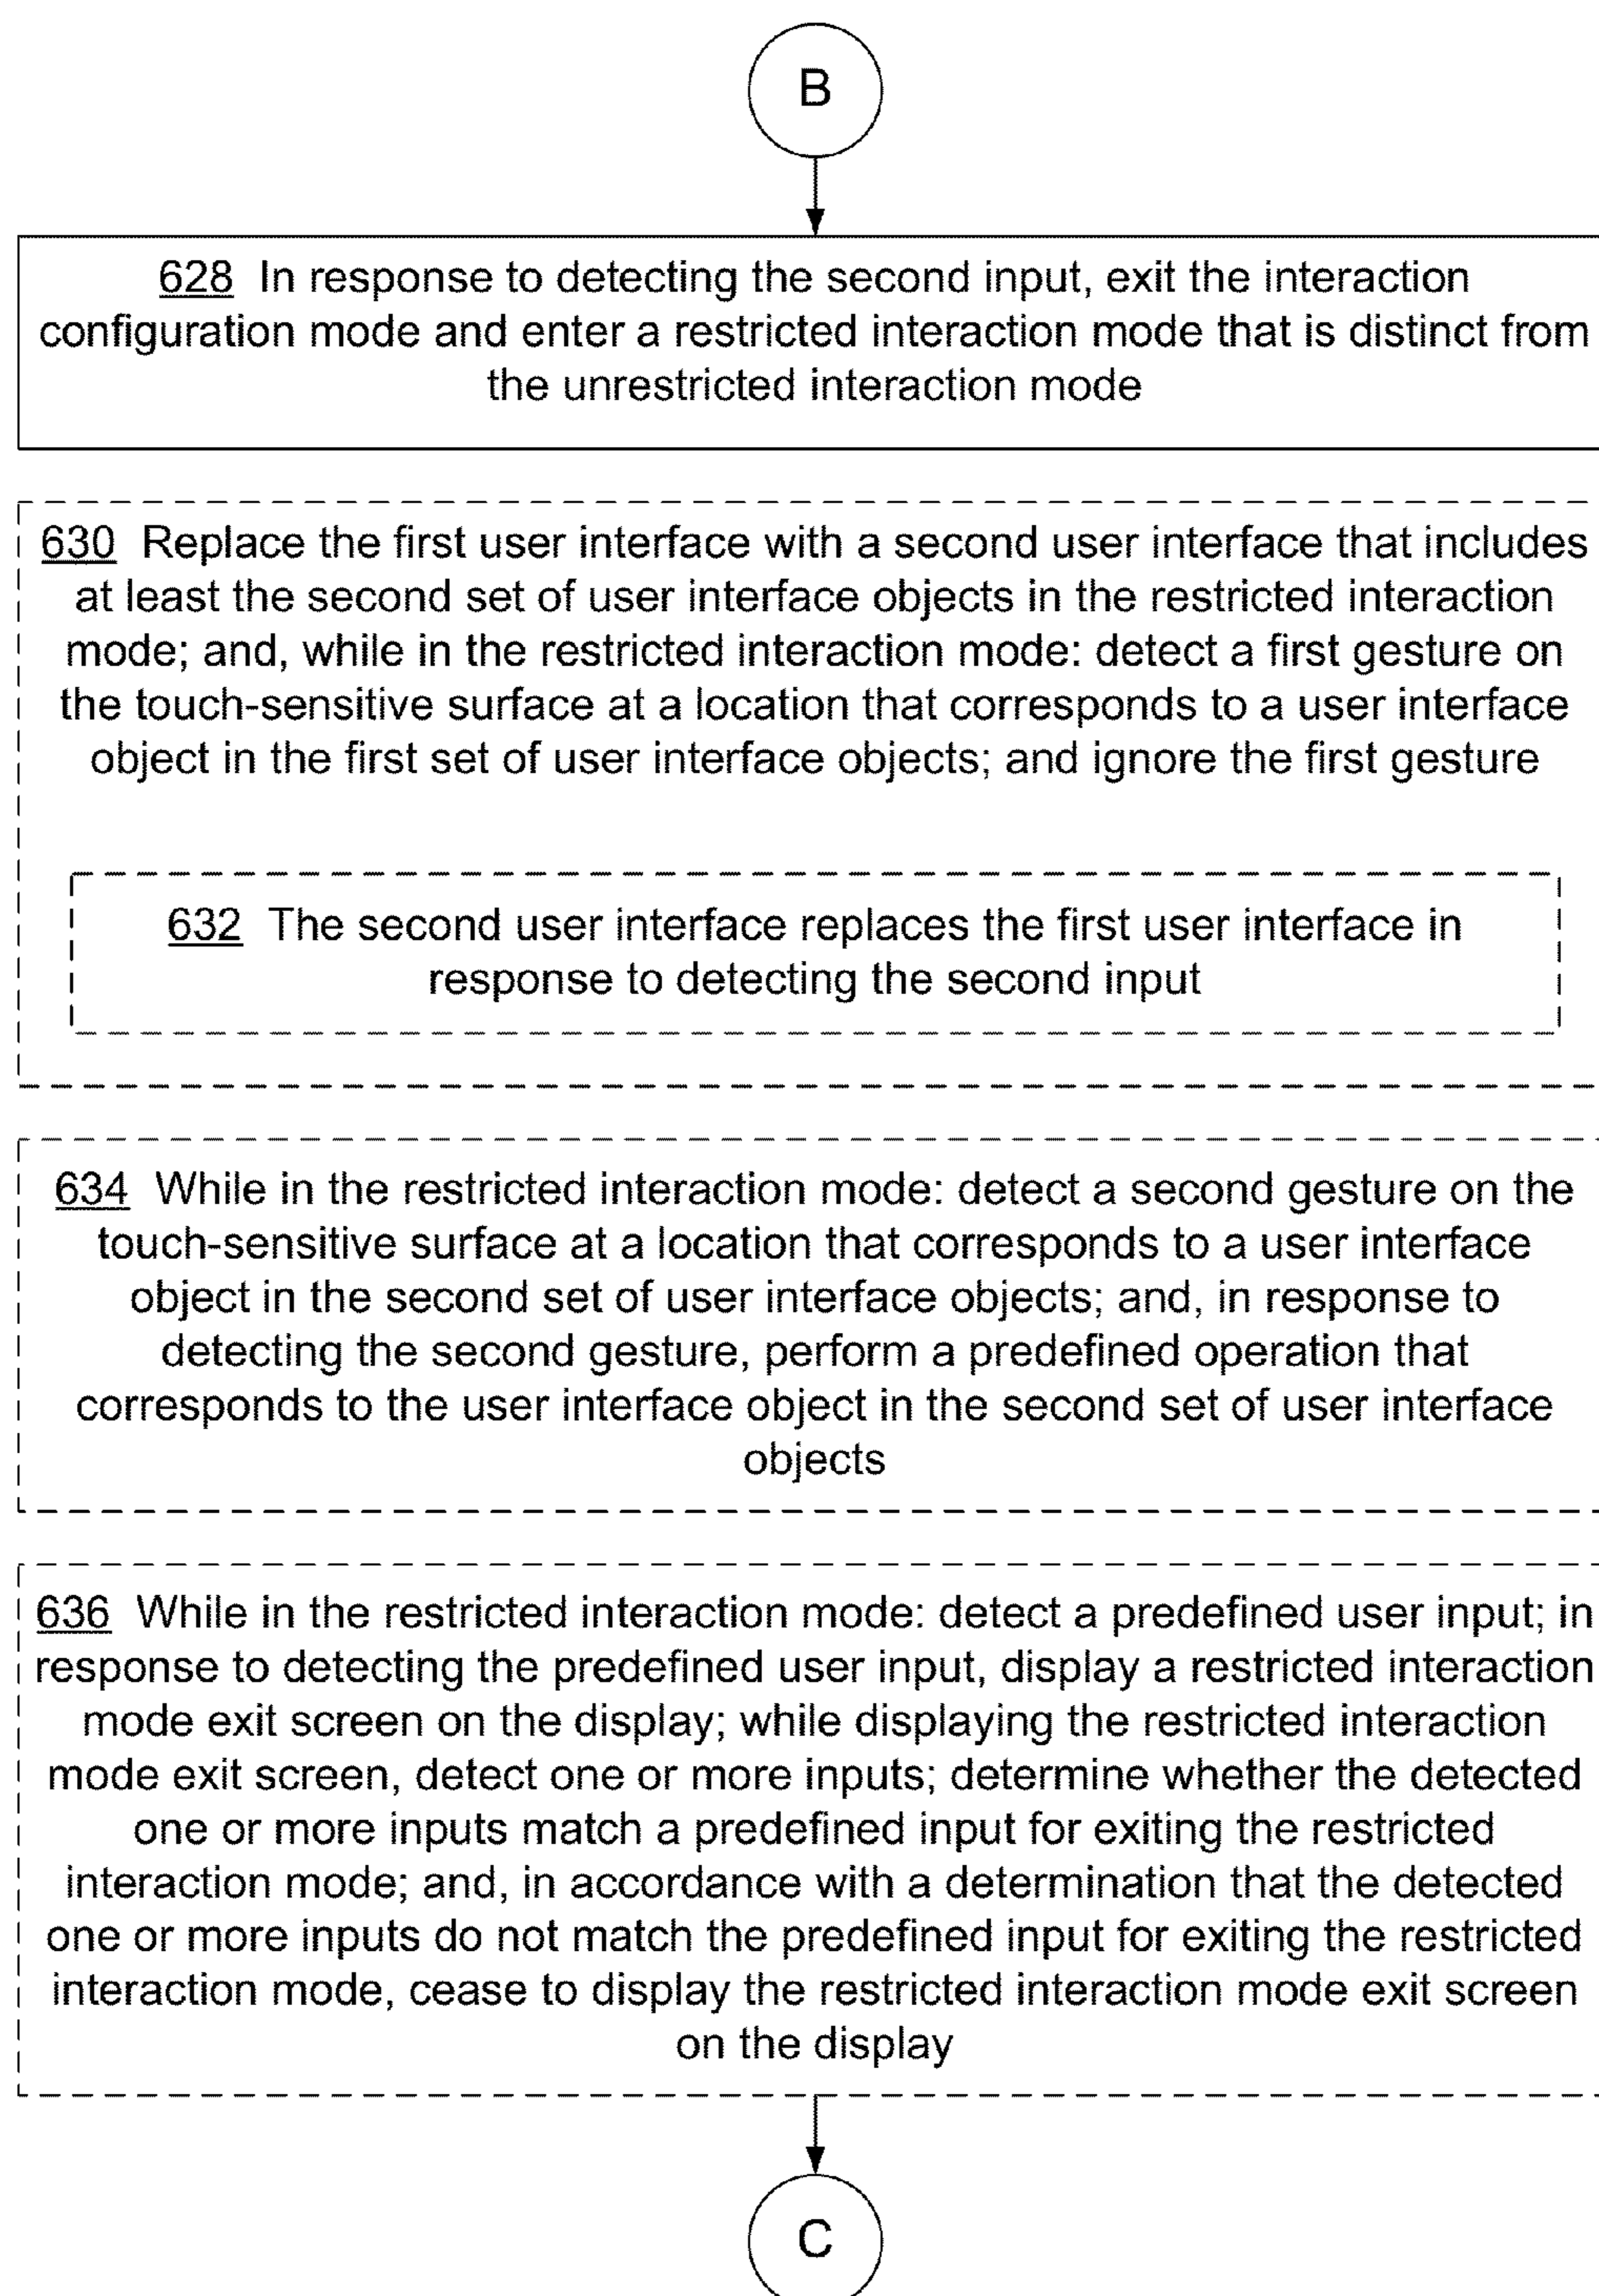 B
628 In response to detecting the second input, exit the interaction
configuration mode and enter a restricted interaction mode that is distinct from
the unrestricted interaction mode
630 Replace the first user interface with a second user interface that includes
at least the second set of user interface objects in the restricted interaction
mode; and, while in the restricted interaction mode: detect a first gesture on
the touch-sensitive surface at a location that corresponds to a user interface
object in the first set of user interface objects; and ignore the first gesture
632 The second user interface replaces the first user interface in
response to detecting the second input
634 While in the restricted interaction mode: detect a second gesture on the
touch-sensitive surface at a location that corresponds to a user interface
object in the second set of user interface objects; and, in response to
detecting the second gesture, perform a predefined operation that
corresponds to the user interface object in the second set of user interface
objects
636 While in the restricted interaction mode: detect a predefined user input; in
response to detecting the predefined user input, display a restricted interaction
mode exit screen on the display; while displaying the restricted interaction
mode exit screen, detect one or more inputs; determine whether the detected
one or more inputs match a predefined input for exiting the restricted
interaction mode; and, in accordance with a determination that the detected
one or more inputs do not match the predefined input for exiting the restricted
interaction mode, cease to display the restricted interaction mode exit screen
on the display
C